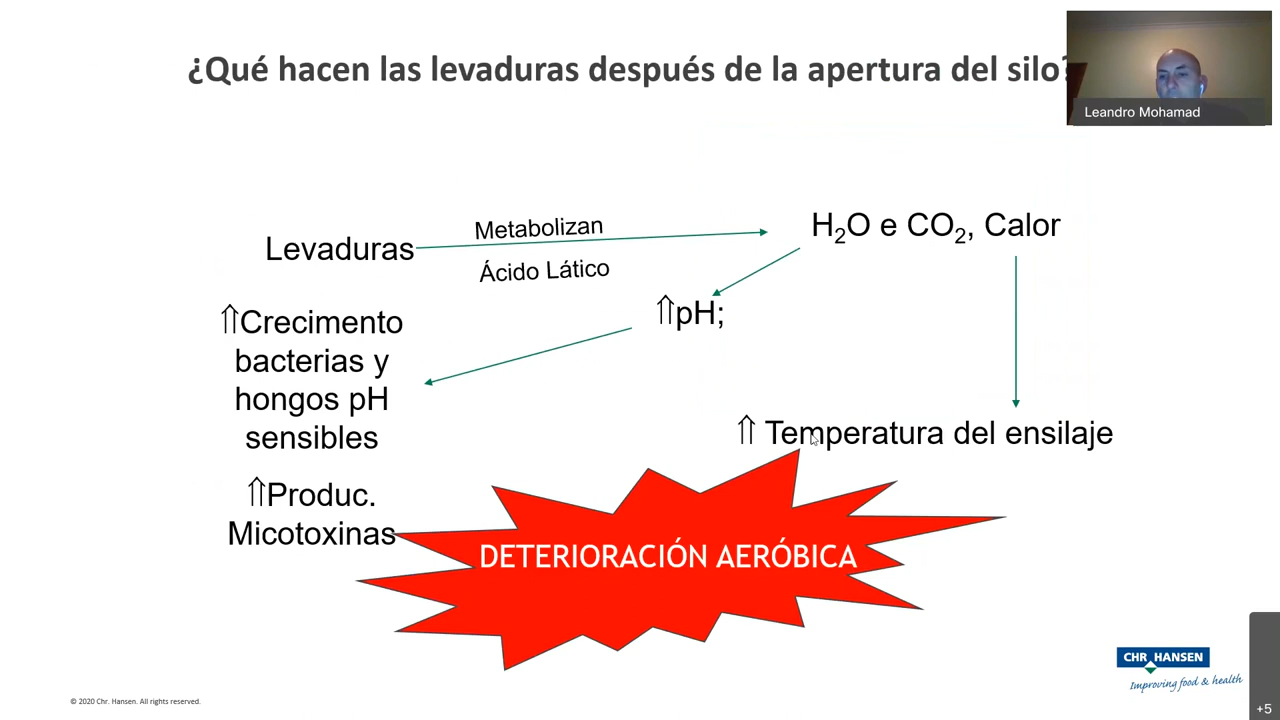 ¿Qué hacen las levaduras después de la apertura del silo?
Leandro Mohamad
Levaduras
Metabolizan
Ácido Lático
H₂O e CO₂, Calor
⇑pH;
⇑Crecimento
bacterias y
hongos pH
sensibles
⇑ Temperatura del ensilaje
⇑Produc.
Micotoxinas
DETERIORACIÓN AERÓBICA
CHR HANSEN
Improving food & health
© 2020 Chr. Hansen. All rights reserved.
+5